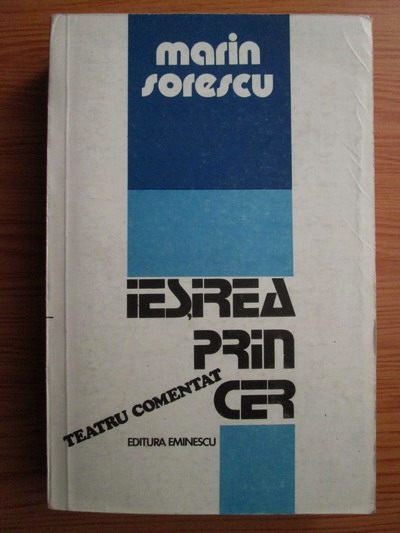 marin
sorescu
IEȘIREA
PRIN
CER
TEATRU COMENTAT
EDITURA EMINESCU